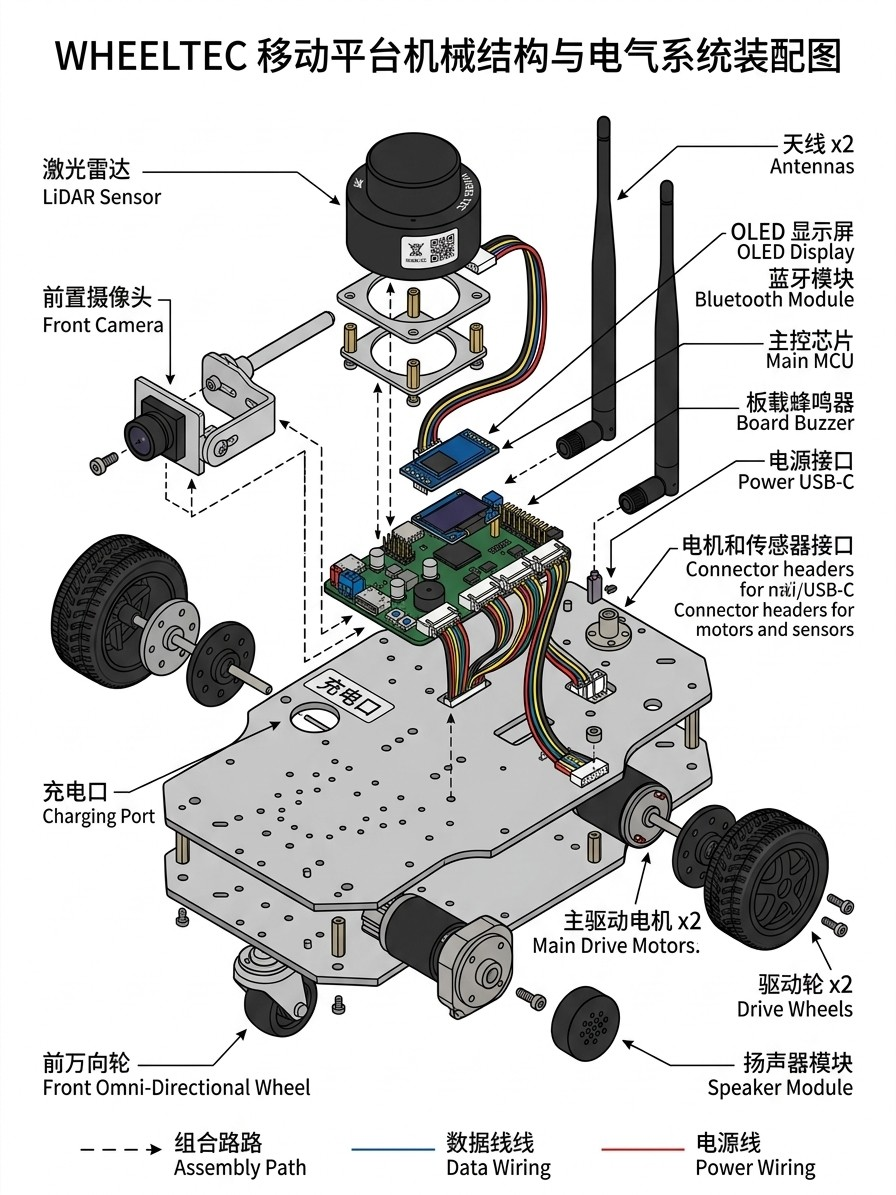 WHEELTEC 移动平台机械结构与电气系统装配图
激光雷达
LiDAR Sensor
天线 x2
Antennas
OLED 显示屏
OLED Display
蓝牙模块
Bluetooth Module
前置摄像头
Front Camera
主控芯片
Main MCU
板载蜂鸣器
Board Buzzer
电源接口
Power USB-C
电机和传感器接口
Connector headers
for /USB-C
Connector headers for
motors and sensors
充电口
充电口
Charging Port
主驱动电机 x2
Main Drive Motors.
驱动轮 x2
Drive Wheels
前万向轮
Front Omni-Directional Wheel
扬声器模块
Speaker Module
组合路路
Assembly Path
数据线线
Data Wiring
电源线
Power Wiring